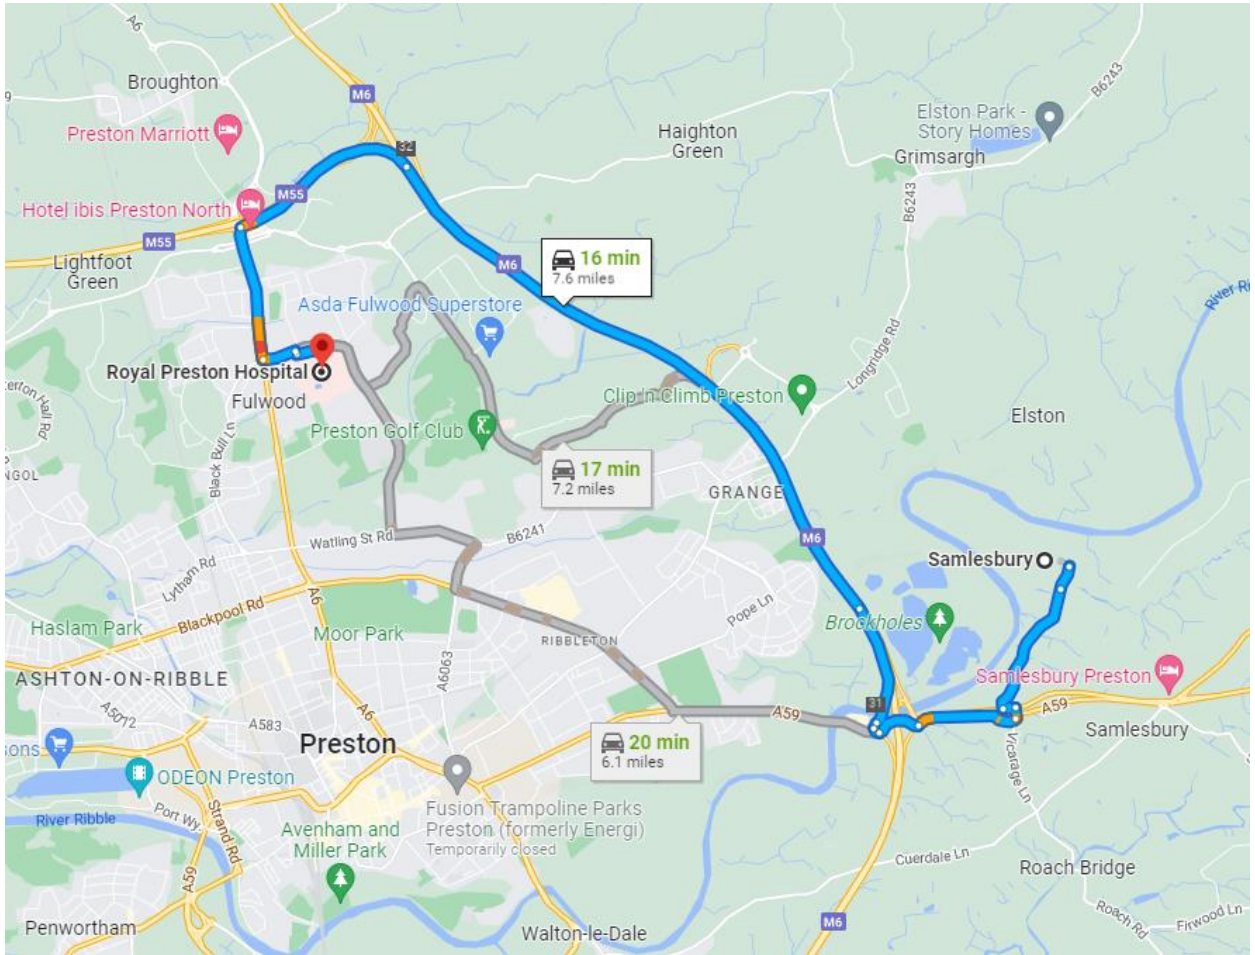 A6
Broughton
M6
Elston Park -
Story Homes
B6243
Preston Marriott
Haighton
Green
Grimsargh
32
M55
B6243
Hotel ibis Preston North
M55
16 min
7.6 miles
M6
Lightfoot
Green
Asda Fulwood Superstore
Longridge Rd
Royal Preston Hospital
Fulwood
Clip 'n Climb Preston
Elston
Preston Golf Club
Black Bull Ln
17 min
7.2 miles
GRANGE
M6
Watling St Rd
B6241
Samlesbury
Lytham Rd
Blackpool Rd
A6
Pope Ln
Haslam Park
Moor Park
RIBBLETON
Brockholes
A6063
ASHTON-ON-RIBBLE
Samlesbury Preston
A5072
A583
A6
A59
31
A59
Samlesbury
Preston
20 min
6.1 miles
Vicarage Ln
ODEON Preston
Fusion Trampoline Parks
Preston (formerly Energi)
Temporarily closed
Port Wy
River Ribble
Strand Rd
Avenham and
Miller Park
A59
Cuerdale Ln
Roach Bridge
Roach Rd
Firwood Ln
M6
Penwortham
Walton-le-Dale